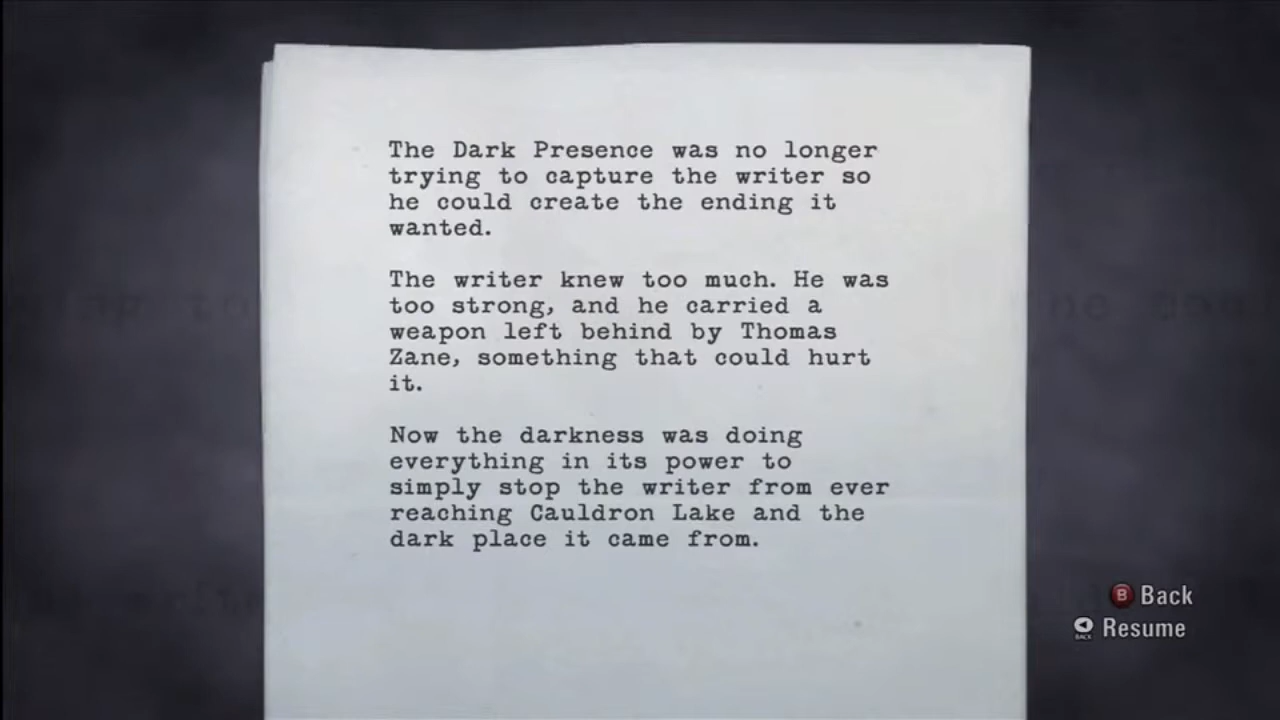 The Dark Presence was no longer
trying to capture the writer so
he could create the ending it
wanted.
The writer knew too much. He was
too strong, and he carried a
weapon left behind by Thomas
Zane, something that could hurt
it.
Now the darkness was doing
everything in its power to
simply stop the writer from ever
reaching Cauldron Lake and the
dark place it came from.
B Back
BACK Resume